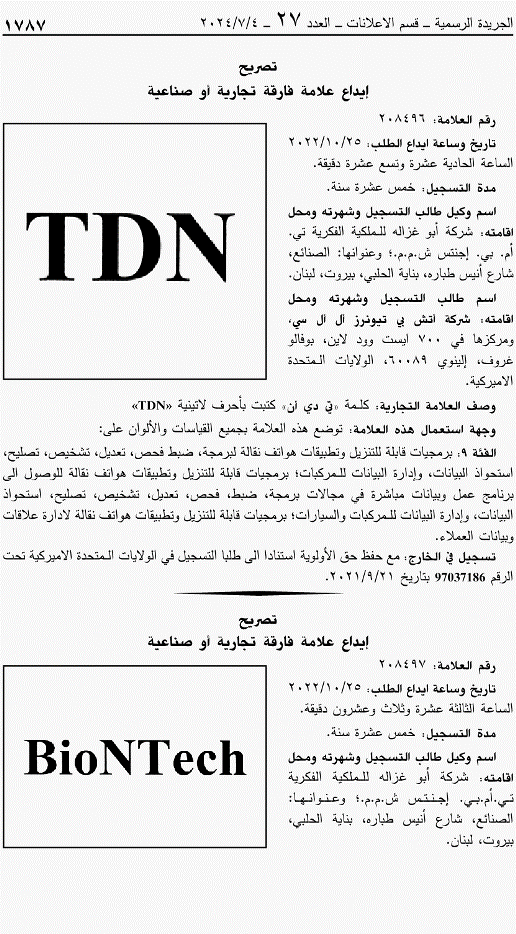 الجريدة الرسمية ــ قسم الاعلانات ــ العدد ٢٧ ــ ٢٠٢٤/٧/٤
١٧٨٧
تصريح
إيداع علامة فارقة تجارية أو صناعية
رقم العلامة: ٢٠٨٤٩٦
تاريخ وساعة ايداع الطلب: ٢٠٢٢/١٠/٢٥
الساعة الحادية عشرة وتسع عشرة دقيقة.
مدة التسجيل: خمس عشرة سنة.
اسم وكيل طالب التسجيل وشهرته ومحل
اقامته: شركة أبو غزاله للملكية الفكرية تي.
أم. بي. إجنتس ش.م.م.؛ وعنوانها: الصنائع،
شارع أنيس طباره، بناية الحلبي، بيروت، لبنان.
اسم طالب التسجيل وشهرته ومحل
اقامته: شركة اتش بي تيونرز أل أل سي،
ومركزها في ٧٠٠ ايست وود لاين، بوفالو
غروف، إلينوي ٦٠٠٨٩، الولايات المتحدة
الاميركية.
TDN
وصف العلامة التجارية: كلمة «تي دي أن» كتبت بأحرف لاتينية «TDN»
وجهة استعمال هذه العلامة: توضع هذه العلامة بجميع القياسات والألوان على:
الفئة ٩: برمجيات قابلة للتنزيل وتطبيقات هواتف نقالة لبرمجة، ضبط فحص، تعديل، تشخيص، تصليح،
استحواذ البيانات، وإدارة البيانات للمركبات؛ برمجيات قابلة للتنزيل وتطبيقات هواتف نقالة للوصول الى
برنامج عمل وبيانات مباشرة في مجالات برمجة، ضبط، فحص، تعديل، تشخيص، تصليح، استحواذ
البيانات، وإدارة البيانات للمركبات والسيارات؛ برمجيات قابلة للتنزيل وتطبيقات هواتف نقالة لادارة علاقات
وبيانات العملاء.
تسجيل في الخارج: مع حفظ حق الأولوية استنادا الى طلبا التسجيل في الولايات المتحدة الاميركية تحت
الرقم 97037186 بتاريخ ٢٠٢١/٩/٢١.
تصريح
إيداع علامة فارقة تجارية أو صناعية
رقم العلامة: ٢٠٨٤٩٧
تاريخ وساعة ايداع الطلب: ٢٠٢٢/١٠/٢٥
الساعة الثالثة عشرة وثلاث وعشرون دقيقة.
مدة التسجيل: خمس عشرة سنة.
اسم وكيل طالب التسجيل وشهرته ومحل
اقامته: شركة أبو غزاله للملكية الفكرية
تي.أم.بي. إجنتس ش.م.م.؛ وعنوانها:
الصنائع، شارع أنيس طباره، بناية الحلبي،
بيروت، لبنان.
BioNTech